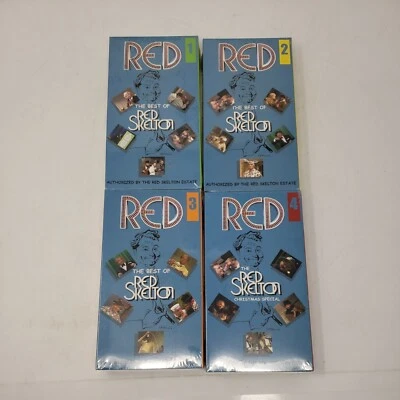 RED 1
THE BEST OF
RED
SKELTON
AUTHORIZED BY THE RED SKELTON ESTATE
RED 2
THE BEST OF
RED
SKELTON
AUTHORIZED BY THE RED SKELTON ESTATE
RED 3
THE BEST OF
RED
SKELTON
RED 4
THE
RED
SKELTON
CHRISTMAS SPECIAL